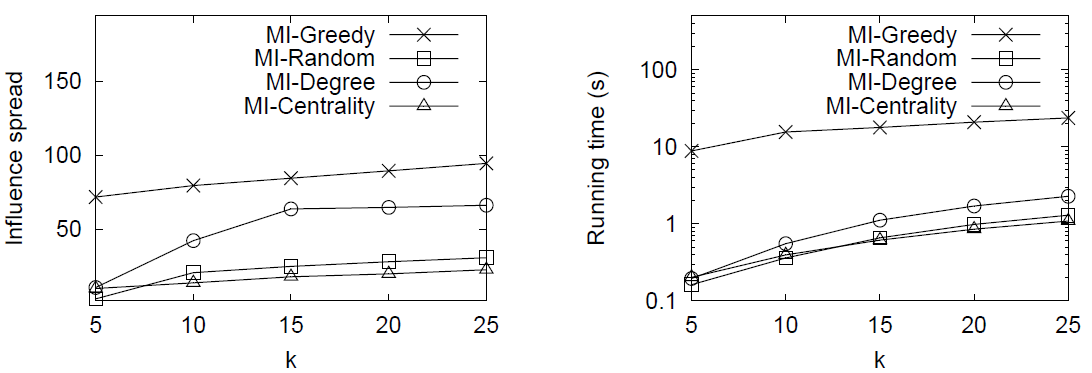 Influence spread
150
100
50
MI-Greedy
MI-Random
MI-Degree
MI-Centrality
5 10 15 20 25
k
Running time (s)
100
10
1
0.1
MI-Greedy
MI-Random
MI-Degree
MI-Centrality
5 10 15 20 25
k